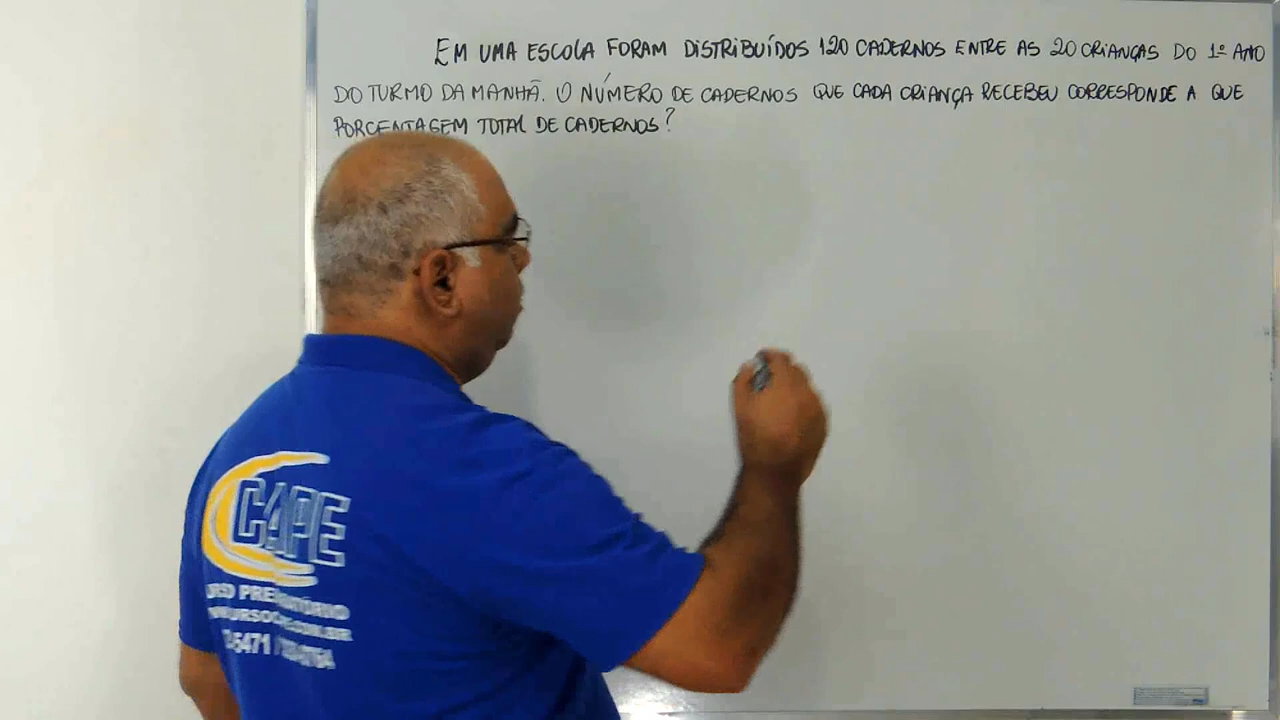 EM UMA ESCOLA FORAM DISTRIBUÍDOS 120 CADERNOS ENTRE AS 20 CRIANÇAS DO 1º ANO
DO TURMO DA MANHÃ. O NÚMERO DE CADERNOS QUE CADA CRIANÇA RECEBEU CORRESPONDE A QUE
PORCENTAGEM TOTAL DE CADERNOS?
CAPE